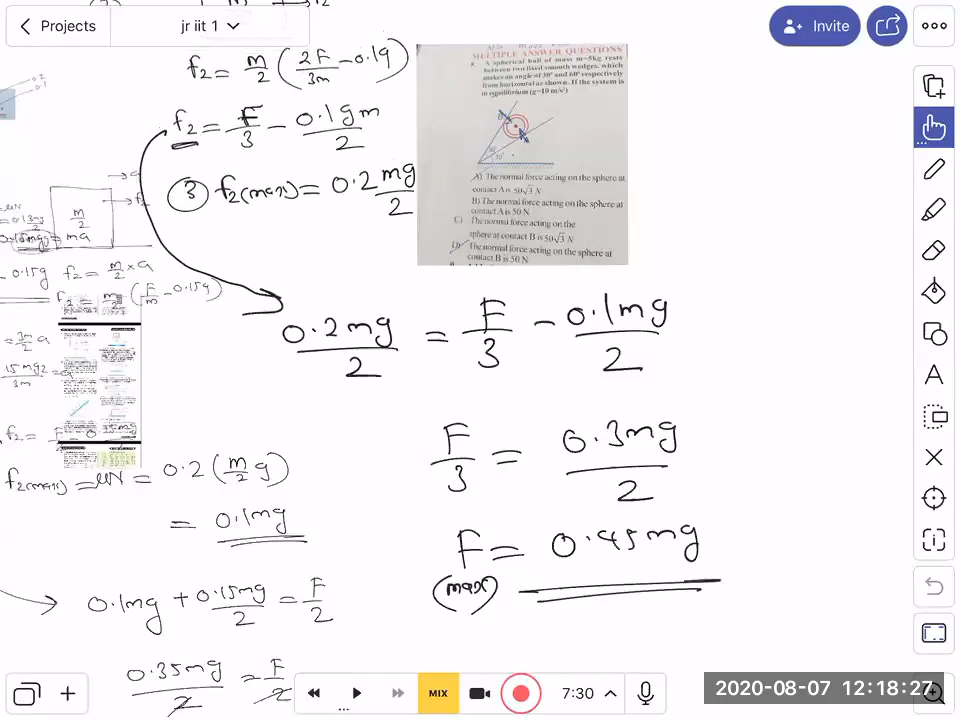 Projects
jr iit 1
Invite
f2 = m/2 ( 2F/3m - 0.1g )
f2 = F/3 - 0.1gm/2
③ f2(max) = 0.2 mg/2
MULTIPLE ANSWER QUESTIONS
A spherical ball of mass m=5kg rests
between two fixed smooth wedges, which
makes an angle of 30° and 60° respectively
from horizontal as shown. If the system is
in equilibrium (g=10 m/s²)
A) The normal force acting on the sphere at
contact A is 50√3 N
B) The normal force acting on the sphere at
contact A is 50 N
C) The normal force acting on the
sphere at contact B is 50√3 N
D) The normal force acting on the sphere at
contact B is 50 N
m/2
f2 = m/2 × a
f2 = m/2 ( F/m - 0.15g )
0.2mg/2 = F/3 - 0.1mg/2
F/3 = 0.3mg/2
F = 0.45mg
(max)
f2(max) = μN = 0.2 ( m/2 g )
= 0.1mg
0.1mg + 0.15mg/2 = F/2
0.35mg/2 = F/2
MIX
7:30
2020-08-07 12:18:27